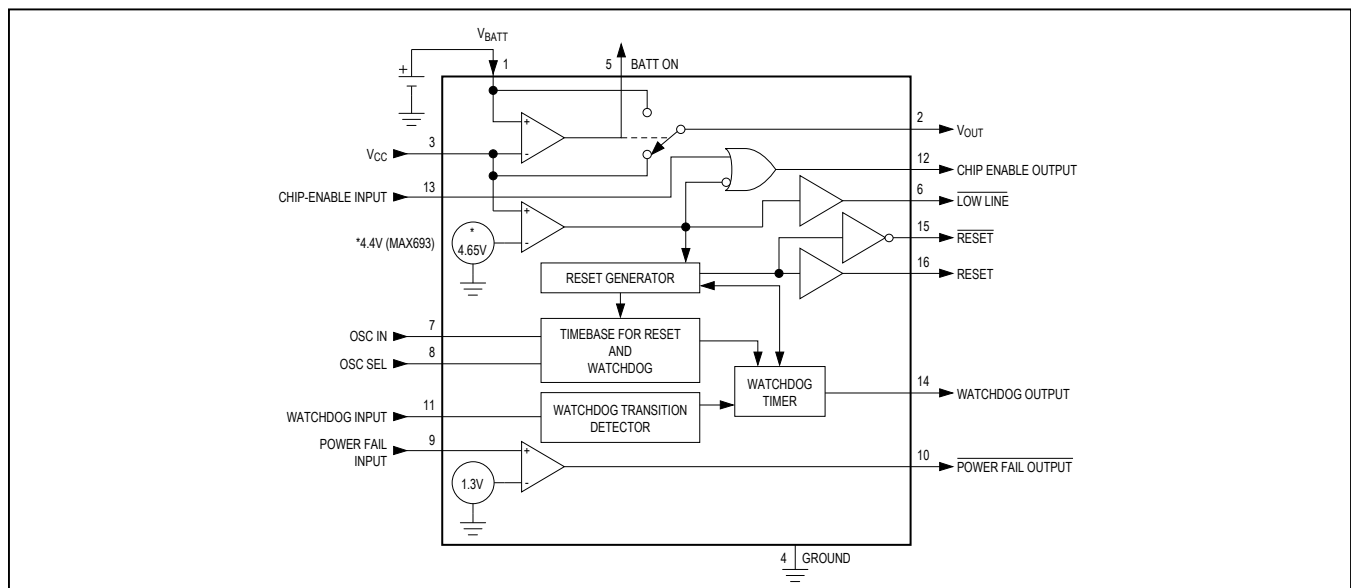 VBATT
1
5 BATT ON
+
+
-
2
VOUT
VCC
3
12
CHIP ENABLE OUTPUT
CHIP-ENABLE INPUT
13
6
LOW LINE
+
-
*4.4V (MAX693)
*
4.65V
15
RESET
RESET GENERATOR
16
RESET
OSC IN
7
TIMEBASE FOR RESET
AND
WATCHDOG
OSC SEL
8
WATCHDOG
TIMER
14
WATCHDOG OUTPUT
WATCHDOG INPUT
11
WATCHDOG TRANSITION
DETECTOR
POWER FAIL
INPUT
9
+
-
10
POWER FAIL OUTPUT
1.3V
4 GROUND